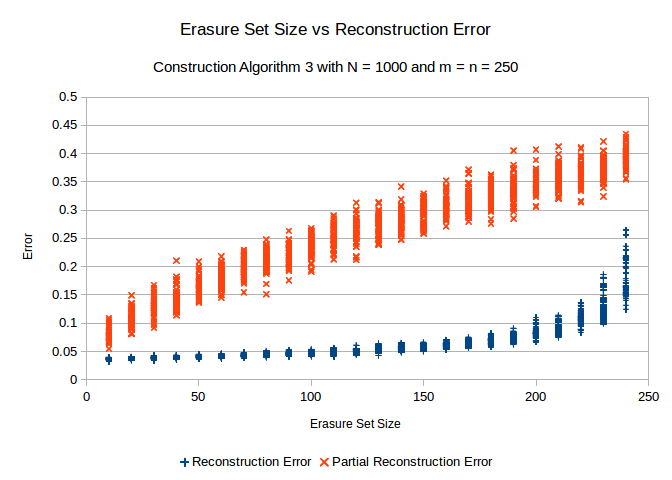 Erasure Set Size vs Reconstruction Error
Construction Algorithm 3 with N = 1000 and m = n = 250
0.5
0.45
0.4
0.35
0.3
0.25
0.2
0.15
0.1
0.05
0
Error
0 50 100 150 200 250
Erasure Set Size
Reconstruction Error Partial Reconstruction Error